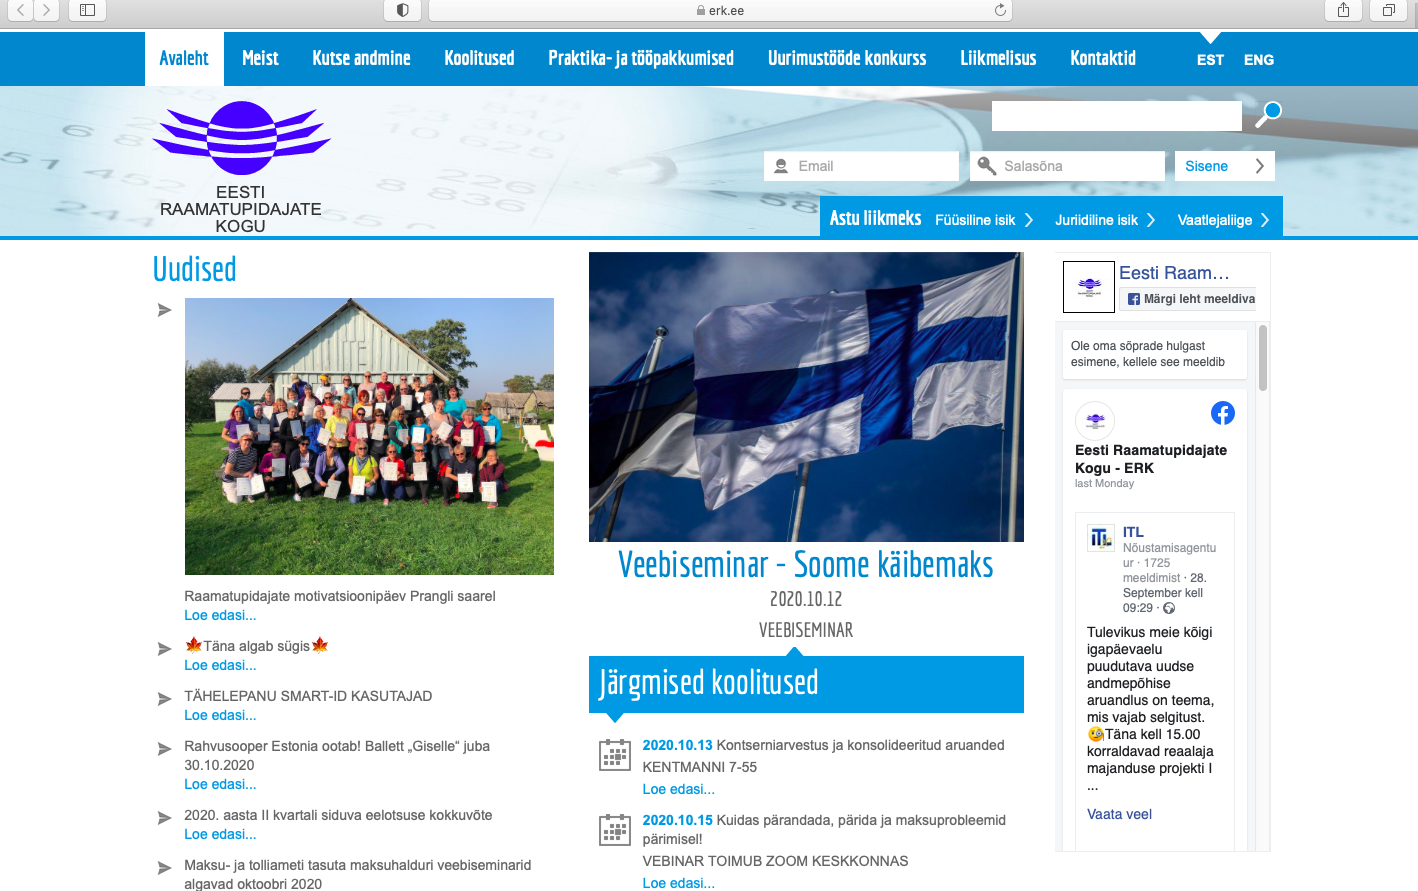 erk.ee
Avaleht Meist Kutse andmine Koolitused Praktika- ja tööpakkumised Uurimustööde konkurss Liikmelisus Kontaktid EST ENG
EESTI
RAAMATUPIDAJATE
KOGU
Email Salasõna Sisene
Astu liikmeks Füüsiline isik Juriidiline isik Vaatlejaliige
Uudised
Raamatupidajate motivatsioonipäev Prangli saarel
Loe edasi...
🍁Täna algab sügis🍁
Loe edasi...
TÄHELEPANU SMART-ID KASUTAJAD
Loe edasi...
Rahvusooper Estonia ootab! Ballett „Giselle“ juba
30.10.2020
Loe edasi...
2020. aasta II kvartali siduva eelotsuse kokkuvõte
Loe edasi...
Maksu- ja tolliameti tasuta maksuhalduri veebiseminarid
algavad oktoobri 2020
Veebiseminar - Soome käibemaks
2020.10.12
VEEBISEMINAR
Järgmised koolitused
2020.10.13 Kontserniarvestus ja konsolideeritud aruanded
KENTMANNI 7-55
Loe edasi...
2020.10.15 Kuidas pärandada, pärida ja maksuprobleemid
pärimisel!
VEBINAR TOIMUB ZOOM KESKKONNAS
Loe edasi...
Eesti Raam…
Märgi leht meeldiva
Ole oma sõprade hulgast
esimene, kellele see meeldib
Eesti Raamatupidajate
Kogu - ERK
last Monday
ITL
Nõustamisagentu
ur · 1725
meeldimist · 28.
September kell
09:29 ·
Tulevikus meie kõigi
igapäevaelu
puudutava uudse
andmepõhise
aruandlus on teema,
mis vajab selgitust.
🧐Täna kell 15.00
korraldavad reaalaja
majanduse projekti I
...
Vaata veel